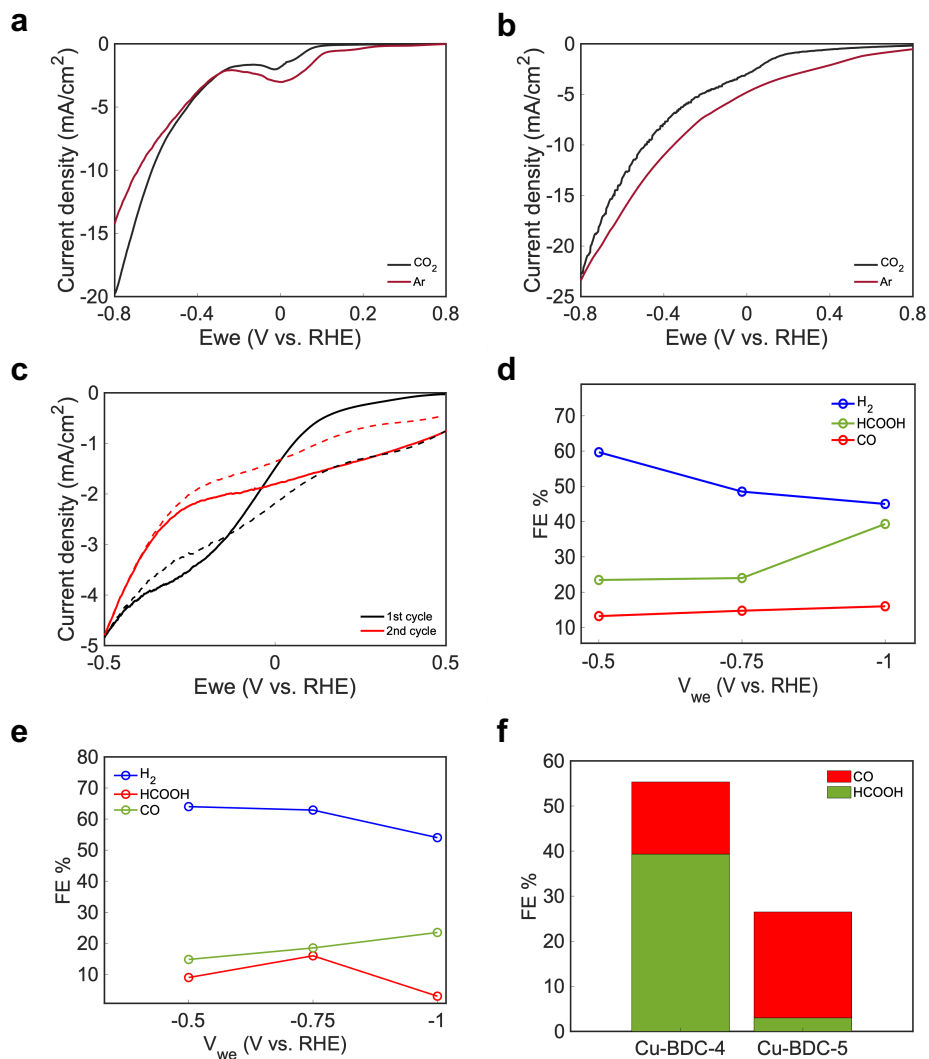 a
0
-5
-10
-15
-20
Current density (mA/cm²)
-0.8
-0.4
0
0.2
0.8
Ewe (V vs. RHE)
CO₂
Ar
b
0
-5
-10
-15
-20
-25
Current density (mA/cm²)
-0.8
-0.4
0
0.4
0.8
Ewe (V vs. RHE)
CO₂
Ar
c
0
-1
-2
-3
-4
-5
Current density (mA/cm²)
-0.5
0
0.5
Ewe (V vs. RHE)
1st cycle
2nd cycle
d
70
60
50
40
30
20
10
FE %
-0.5
-0.75
-1
V_we (V vs. RHE)
H₂
HCOOH
CO
e
80
70
60
50
40
30
20
10
FE %
-0.5
-0.75
-1
V_we (V vs. RHE)
H₂
HCOOH
CO
f
60
50
40
30
20
10
0
FE %
Cu-BDC-4
Cu-BDC-5
CO
HCOOH